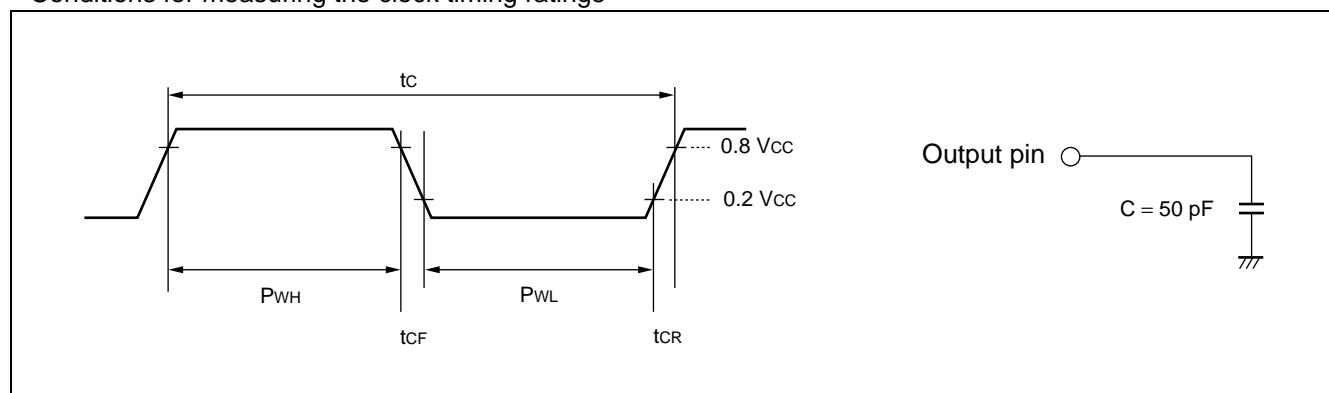 Conditions for measuring the clock timing ratings
tC
0.8 VCC
0.2 VCC
PWH
PWL
tCF
tCR
Output pin
C = 50 pF